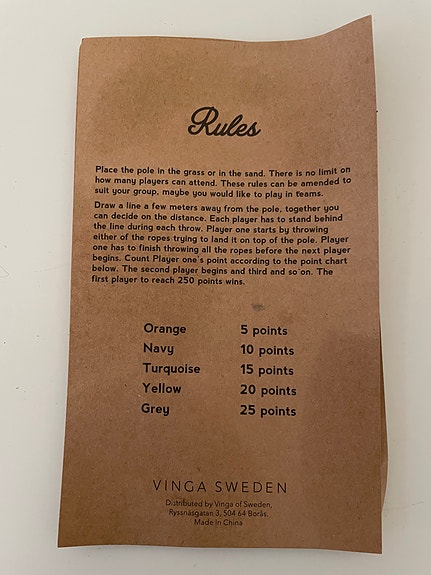 Rules
Place the pole in the grass or in the sand. There is no limit on
how many players can attend. These rules can be amended to
suit your group, maybe you would like to play in teams.
Draw a line a few meters away from the pole, together you
can decide on the distance. Each player has to stand behind
the line during each throw. Player one starts by throwing
either of the ropes trying to land it on top of the pole. Player
one has to finish throwing all the ropes before the next player
begins. Count Player one's point according to the point chart
below. The second player begins and third and so on. The
first player to reach 250 points wins.
Orange 5 points
Navy 10 points
Turquoise 15 points
Yellow 20 points
Grey 25 points
VINGA SWEDEN
Distributed by Vinga of Sweden,
Ryssnäsgatan 3, 504 64 Borås.
Made In China